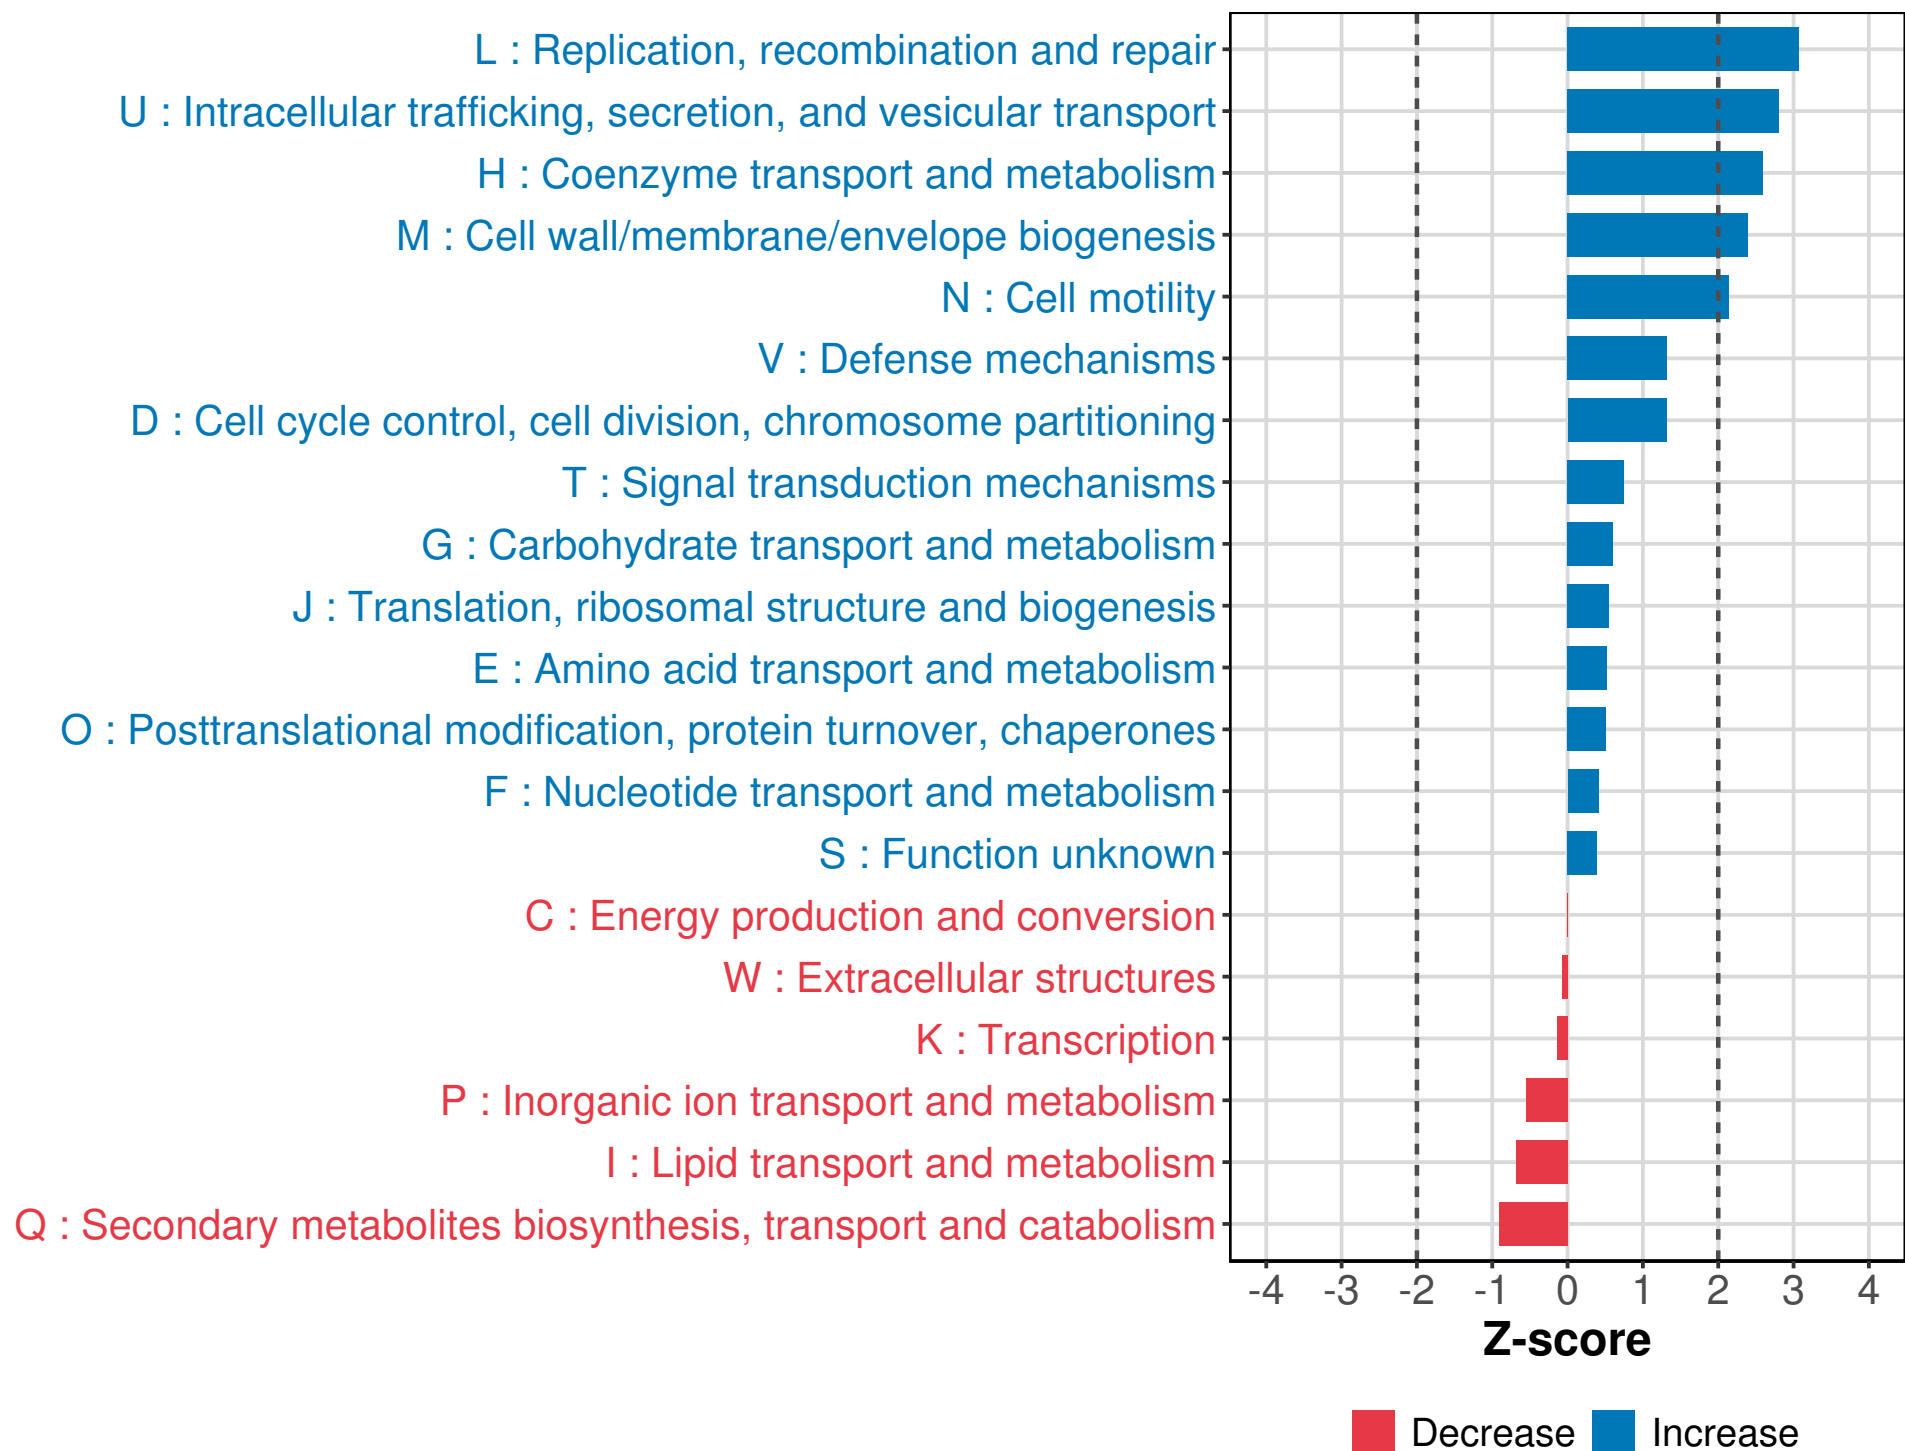 L : Replication, recombination and repair
U : Intracellular trafficking, secretion, and vesicular transport
H : Coenzyme transport and metabolism
M : Cell wall/membrane/envelope biogenesis
N : Cell motility
V : Defense mechanisms
D : Cell cycle control, cell division, chromosome partitioning
T : Signal transduction mechanisms
G : Carbohydrate transport and metabolism
J : Translation, ribosomal structure and biogenesis
E : Amino acid transport and metabolism
O : Posttranslational modification, protein turnover, chaperones
F : Nucleotide transport and metabolism
S : Function unknown
C : Energy production and conversion
W : Extracellular structures
K : Transcription
P : Inorganic ion transport and metabolism
I : Lipid transport and metabolism
Q : Secondary metabolites biosynthesis, transport and catabolism
-4 -3 -2 -1 0 1 2 3 4
Z-score
Decrease Increase